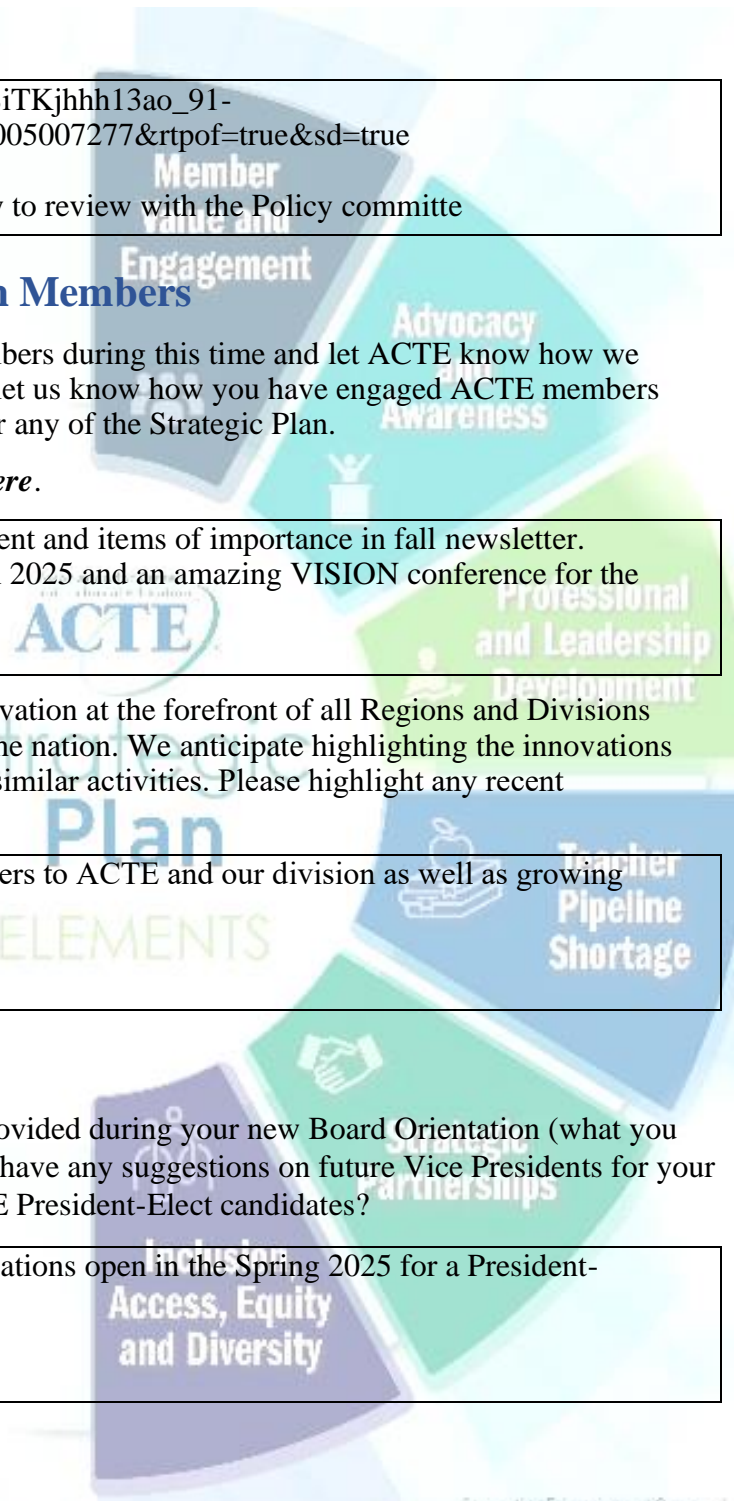 iTKjhhh13ao_91-
005007277&rtpof=true&sd=true
Member
Value and
Engagement
to review with the Policy committe
Members
Advocacy
and
Awareness
bers during this time and let ACTE know how we
let us know how you have engaged ACTE members
any of the Strategic Plan.
ere.
ent and items of importance in fall newsletter.
2025 and an amazing VISION conference for the
ACTE
Professional
and Leadership
Development
vation at the forefront of all Regions and Divisions
he nation. We anticipate highlighting the innovations
similar activities. Please highlight any recent
Strategic
Plan
ELEMENTS
ers to ACTE and our division as well as growing
Teacher
Pipeline
Shortage
ovided during your new Board Orientation (what you
have any suggestions on future Vice Presidents for your
E President-Elect candidates?
Strategic
Partnerships
ations open in the Spring 2025 for a President-
Inclusion,
Access, Equity
and Diversity